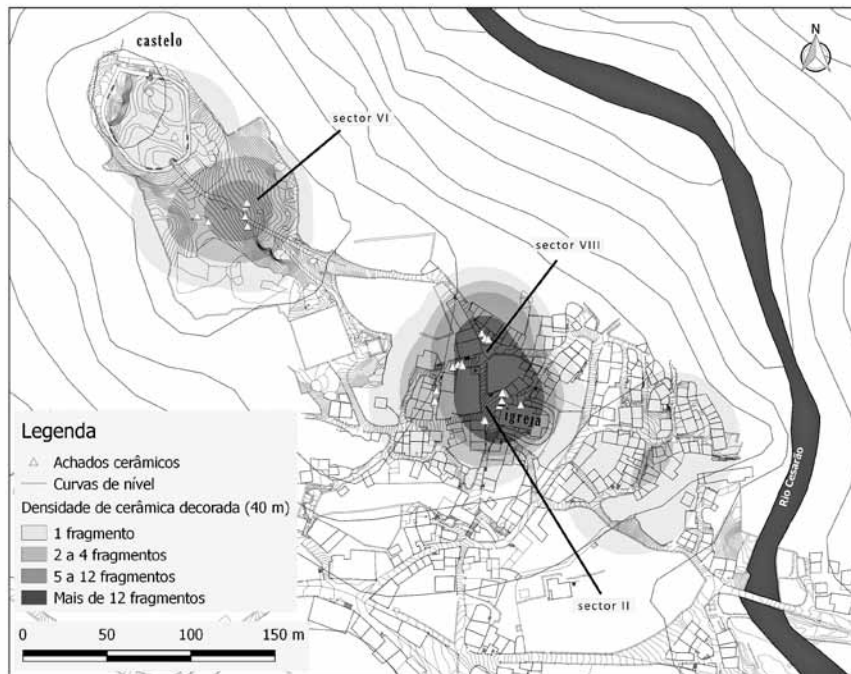 castelo
N
sector VI
sector VIII
igreja
Rio Cesarão
sector II
Legenda
Achados cerâmicos
Curvas de nível
Densidade de cerâmica decorada (40 m)
1 fragmento
2 a 4 fragmentos
5 a 12 fragmentos
Mais de 12 fragmentos
0 50 100 150 m